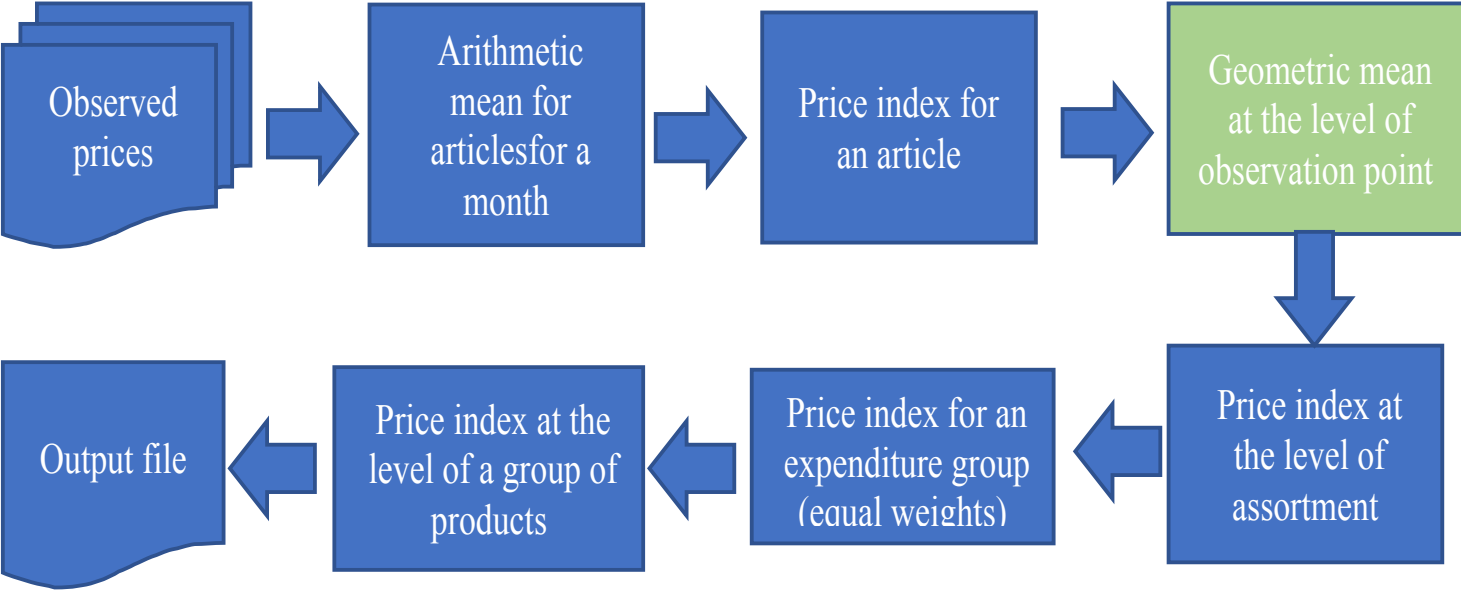 Observed
prices
Arithmetic
mean for
articlesfor a
month
Price index for
an article
Geometric mean
at the level of
observation point
Price index at
the level of
assortment
Price index for an
expenditure group
(equal weights)
Price index at the
level of a group of
products
Output file